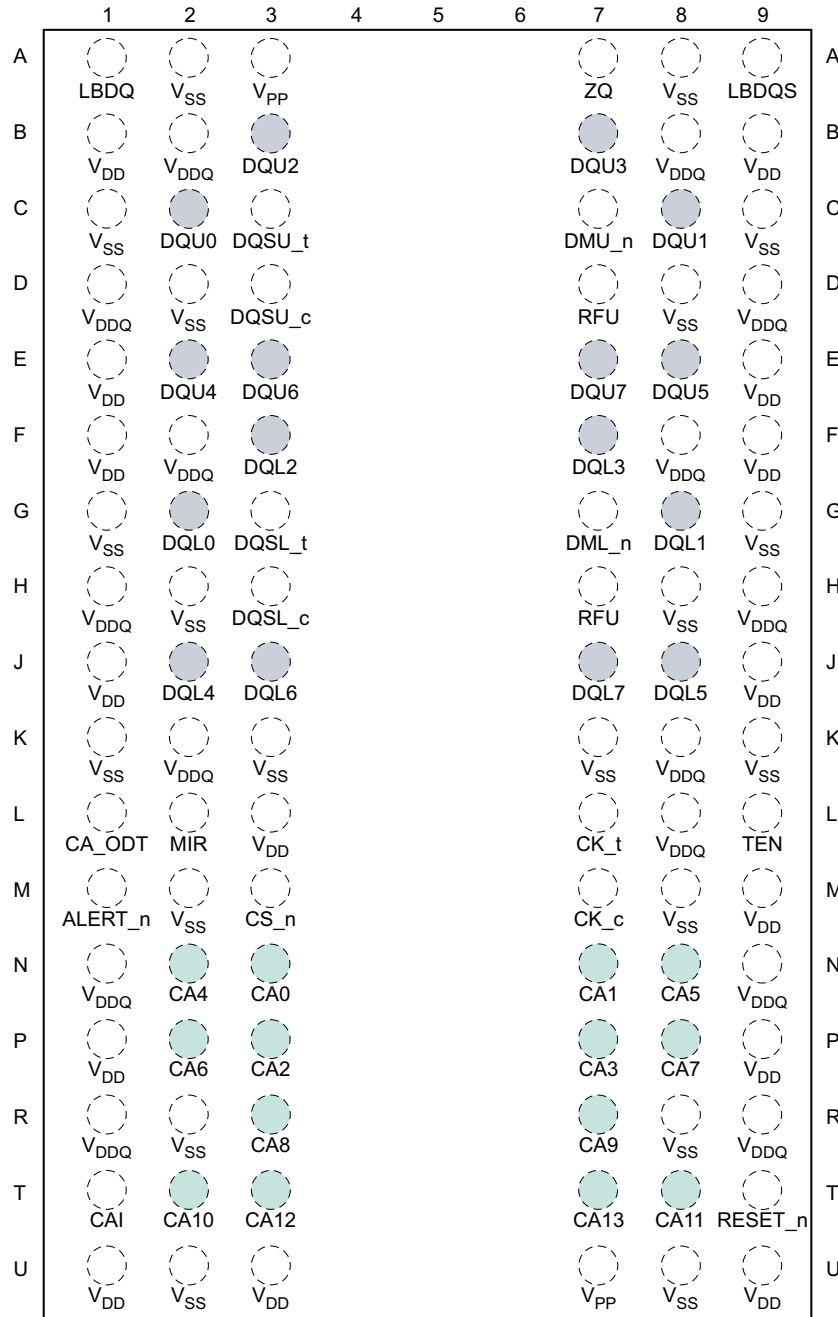 1 2 3 4 5 6 7 8 9
A A
LBDQ VSS VPP ZQ VSS LBDQS
B B
VDD VDDQ DQU2 DQU3 VDDQ VDD
C C
VSS DQU0 DQSU_t DMU_n DQU1 VSS
D D
VDDQ VSS DQSU_c RFU VSS VDDQ
E E
VDD DQU4 DQU6 DQU7 DQU5 VDD
F F
VDD VDDQ DQL2 DQL3 VDDQ VDD
G G
VSS DQL0 DQSL_t DML_n DQL1 VSS
H H
VDDQ VSS DQSL_c RFU VSS VDDQ
J J
VDD DQL4 DQL6 DQL7 DQL5 VDD
K K
VSS VDDQ VSS VSS VDDQ VSS
L L
CA_ODT MIR VDD CK_t VDDQ TEN
M M
ALERT_n VSS CS_n CK_c VSS VDD
N N
VDDQ CA4 CA0 CA1 CA5 VDDQ
P P
VDD CA6 CA2 CA3 CA7 VDD
R R
VDDQ VSS CA8 CA9 VSS VDDQ
T T
CAI CA10 CA12 CA13 CA11 RESET_n
U U
VDD VSS VDD VPP VSS VDD